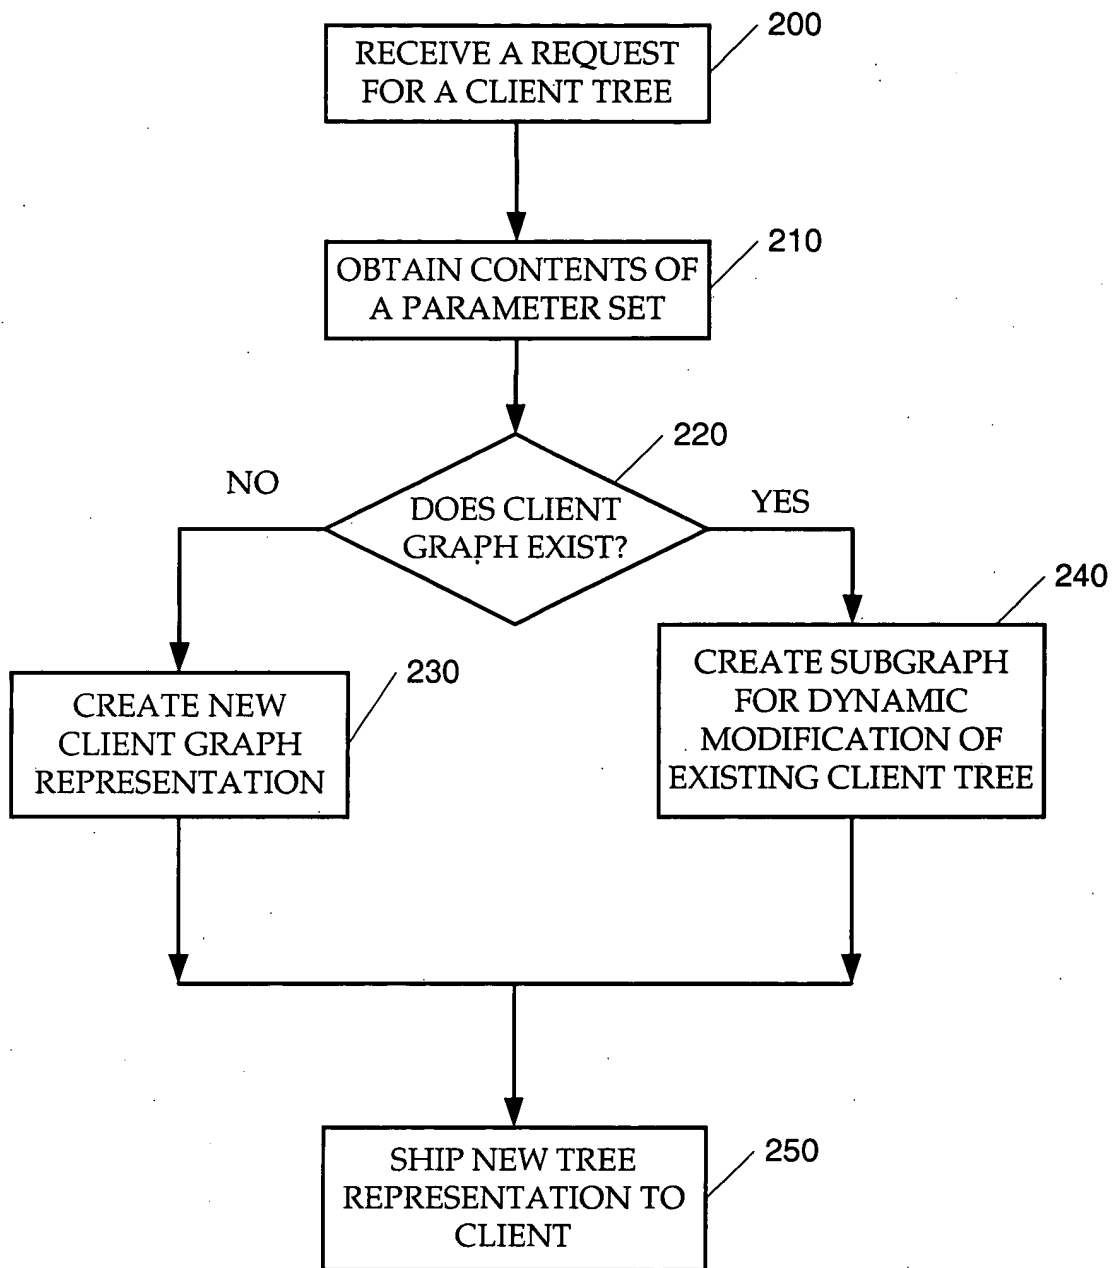 200
RECEIVE A REQUEST
FOR A CLIENT TREE
210
OBTAIN CONTENTS OF
A PARAMETER SET
220
NO
YES
DOES CLIENT
GRAPH EXIST?
240
230
CREATE NEW
CLIENT GRAPH
REPRESENTATION
CREATE SUBGRAPH
FOR DYNAMIC
MODIFICATION OF
EXISTING CLIENT TREE
250
SHIP NEW TREE
REPRESENTATION TO
CLIENT